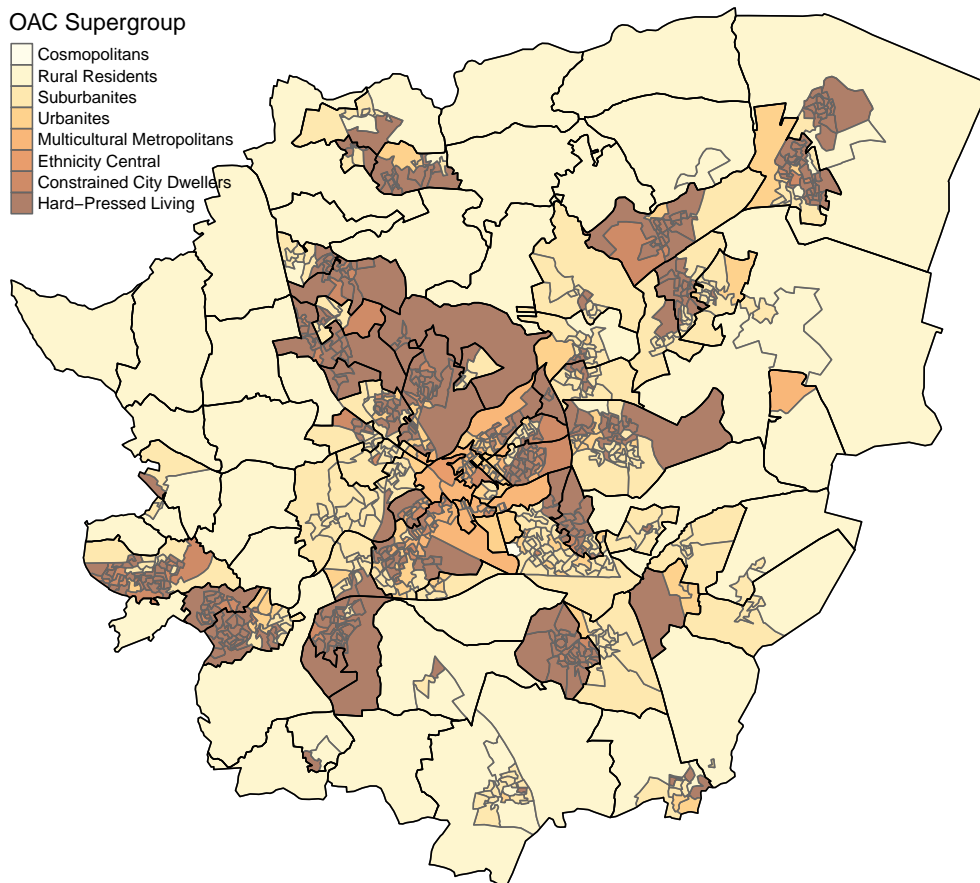 OAC Supergroup
Cosmopolitans
Rural Residents
Suburbanites
Urbanites
Multicultural Metropolitans
Ethnicity Central
Constrained City Dwellers
Hard−Pressed Living